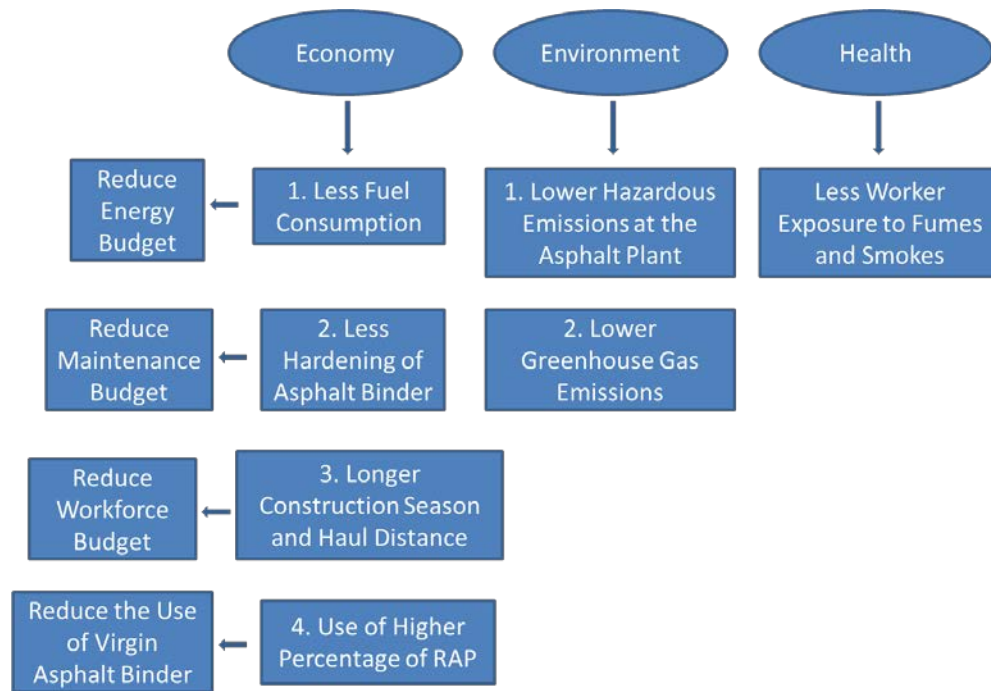 Economy
Environment
Health
Reduce
Energy
Budget
1. Less Fuel
Consumption
1. Lower Hazardous
Emissions at the
Asphalt Plant
Less Worker
Exposure to Fumes
and Smokes
Reduce
Maintenance
Budget
2. Less
Hardening of
Asphalt Binder
2. Lower
Greenhouse Gas
Emissions
Reduce
Workforce
Budget
3. Longer
Construction Season
and Haul Distance
Reduce the Use
of Virgin
Asphalt Binder
4. Use of Higher
Percentage of RAP